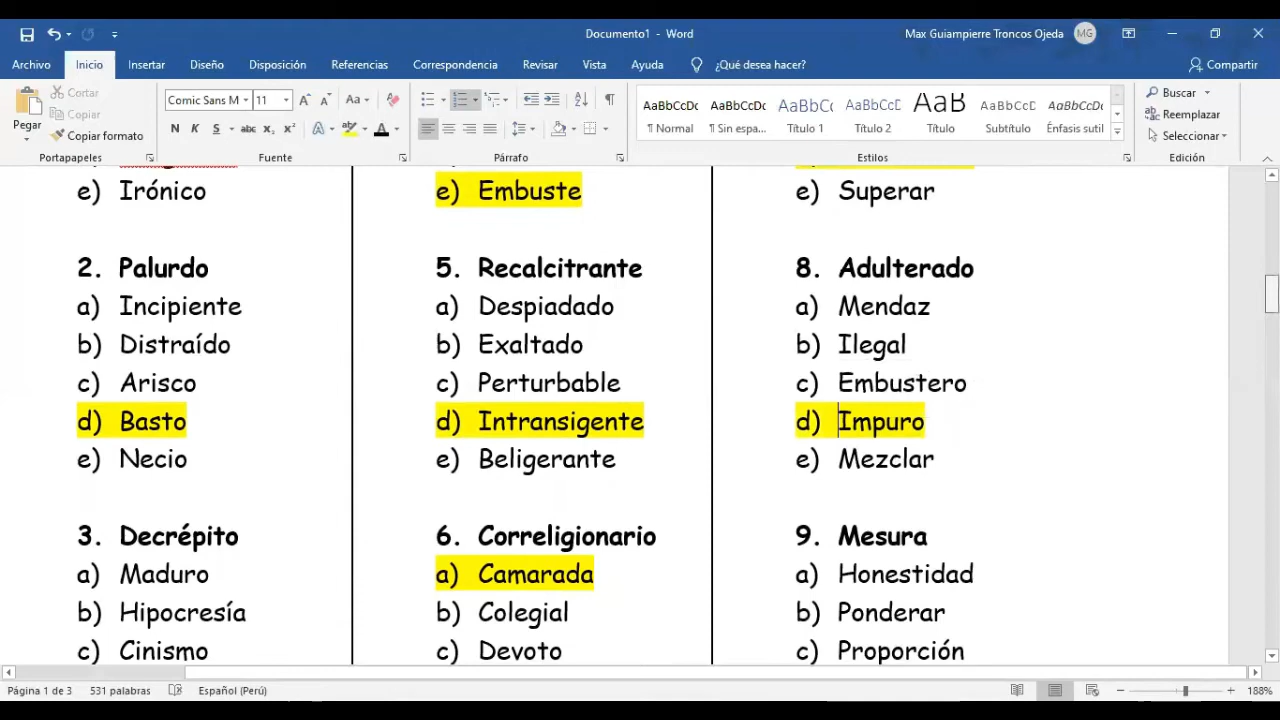 Documento1 - Word
Max Guiampierre Troncos Ojeda
MG
Archivo
Inicio
Insertar
Diseño
Disposición
Referencias
Correspondencia
Revisar
Vista
Ayuda
¿Qué desea hacer?
Compartir
Pegar
Cortar
Copiar
Copiar formato
Portapapeles
Comic Sans M
11
Aa
N K S abc x₂ x²
A
Fuente
Párrafo
AaBbCcDc
¶ Normal
AaBbCcDc
¶ Sin espa...
AaBbCc
Título 1
AaBbCcD
Título 2
AaB
Título
AaBbCcD
Subtítulo
AaBbCcDc
Énfasis sutil
Estilos
Buscar
Reemplazar
Seleccionar
Edición
e) Irónico
2. Palurdo
a) Incipiente
b) Distraído
c) Arisco
d) Basto
e) Necio
3. Decrépito
a) Maduro
b) Hipocresía
c) Cinismo
e) Embuste
5. Recalcitrante
a) Despiadado
b) Exaltado
c) Perturbable
d) Intransigente
e) Beligerante
6. Correligionario
a) Camarada
b) Colegial
c) Devoto
e) Superar
8. Adulterado
a) Mendaz
b) Ilegal
c) Embustero
d) Impuro
e) Mezclar
9. Mesura
a) Honestidad
b) Ponderar
c) Proporción
Página 1 de 3
531 palabras
Español (Perú)
188%